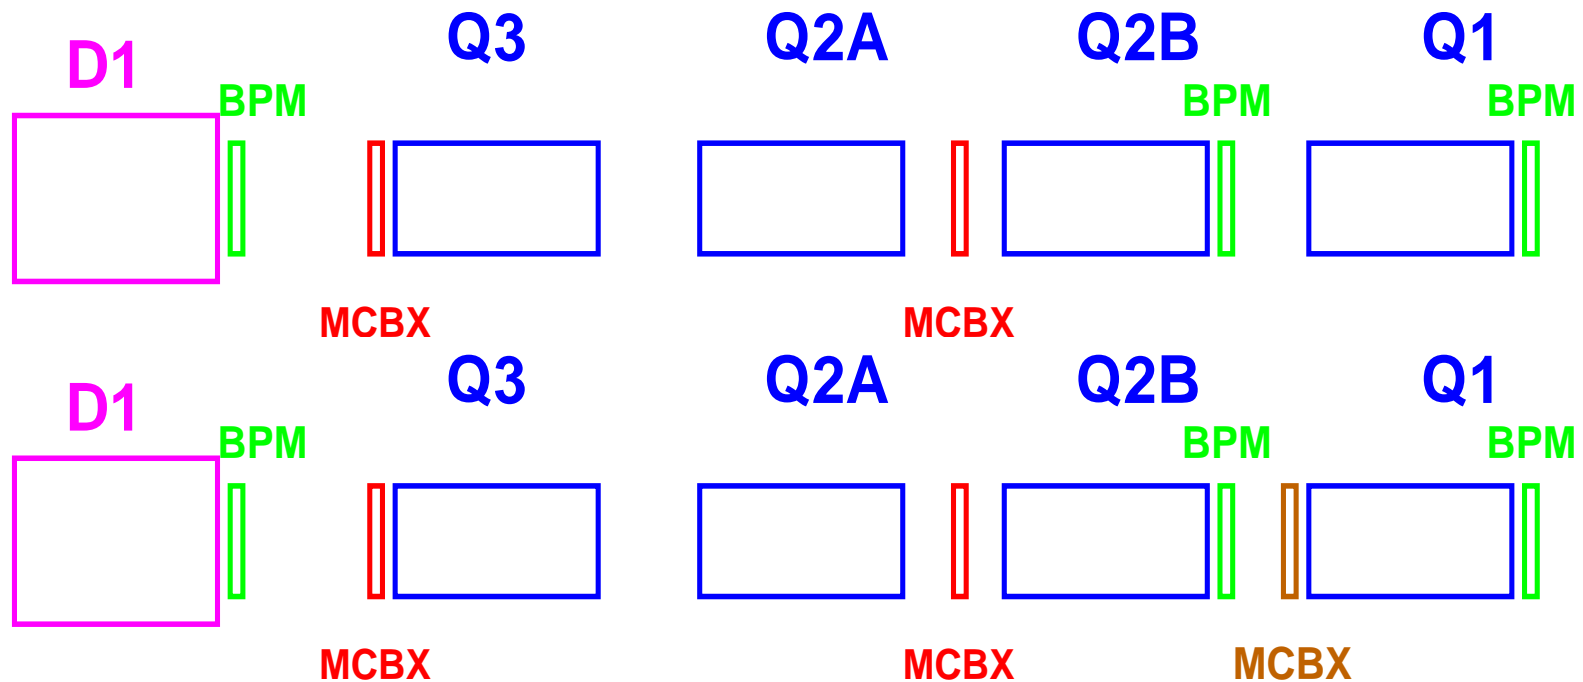 D1 Q3 Q2A Q2B Q1
BPM BPM BPM
MCBX MCBX
D1 Q3 Q2A Q2B Q1
BPM BPM BPM
MCBX MCBX MCBX